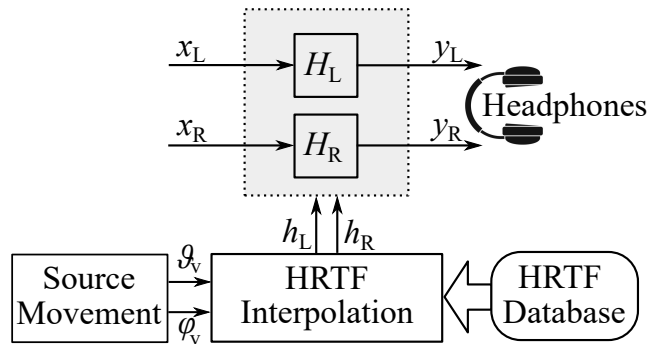 x_L
H_L
y_L
Headphones
x_R
H_R
y_R
h_L
h_R
ϑ_v
Source
Movement
φ_v
HRTF
Interpolation
HRTF
Database